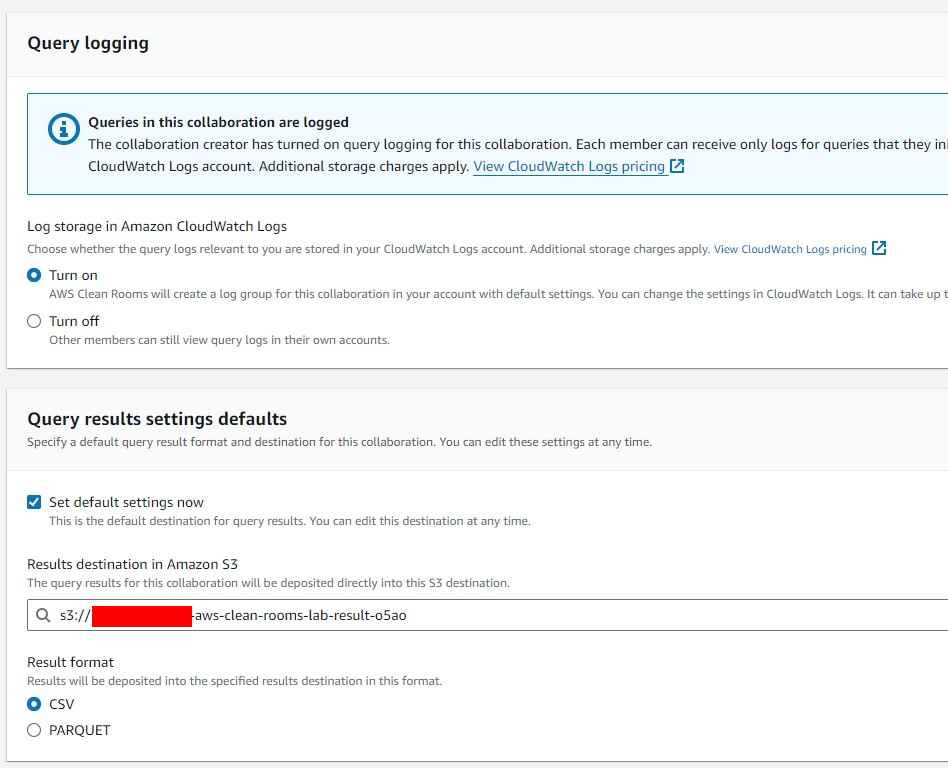 Query logging
Queries in this collaboration are logged
The collaboration creator has turned on query logging for this collaboration. Each member can receive only logs for queries that they
CloudWatch Logs account. Additional storage charges apply. View CloudWatch Logs pricing
Log storage in Amazon CloudWatch Logs
Choose whether the query logs relevant to you are stored in your CloudWatch Logs account. Additional storage charges apply. View CloudWatch Logs pricing
Turn on
AWS Clean Rooms will create a log group for this collaboration in your account with default settings. You can change the settings in CloudWatch Logs. It can take up
Turn off
Other members can still view query logs in their own accounts.
Query results settings defaults
Specify a default query result format and destination for this collaboration. You can edit these settings at any time.
Set default settings now
This is the default destination for query results. You can edit this destination at any time.
Results destination in Amazon S3
The query results for this collaboration will be deposited directly into this S3 destination.
s3:// -aws-clean-rooms-lab-result-o5ao
Result format
Results will be deposited into the specified results destination in this format.
CSV
PARQUET